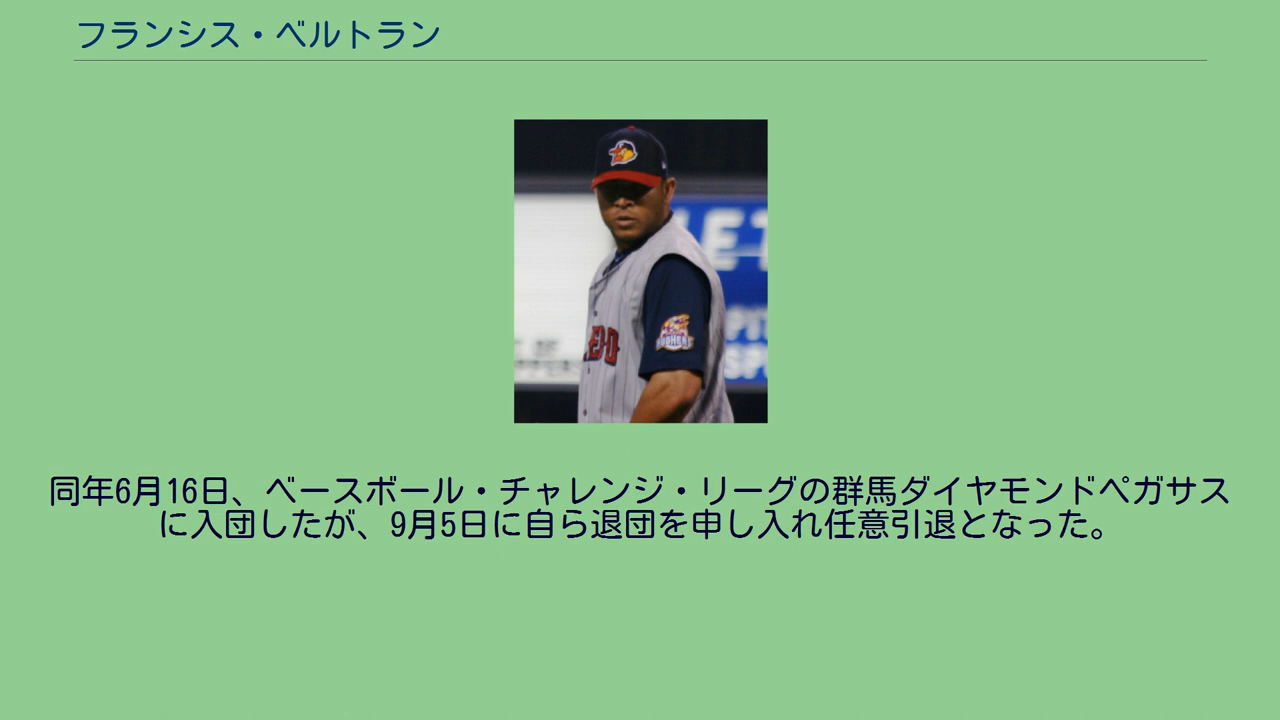 フランシス・ベルトラン
同年6月16日、ベースボール・チャレンジ・リーグの群馬ダイヤモンドペガサス
に入団したが、9月5日に自ら退団を申し入れ任意引退となった。